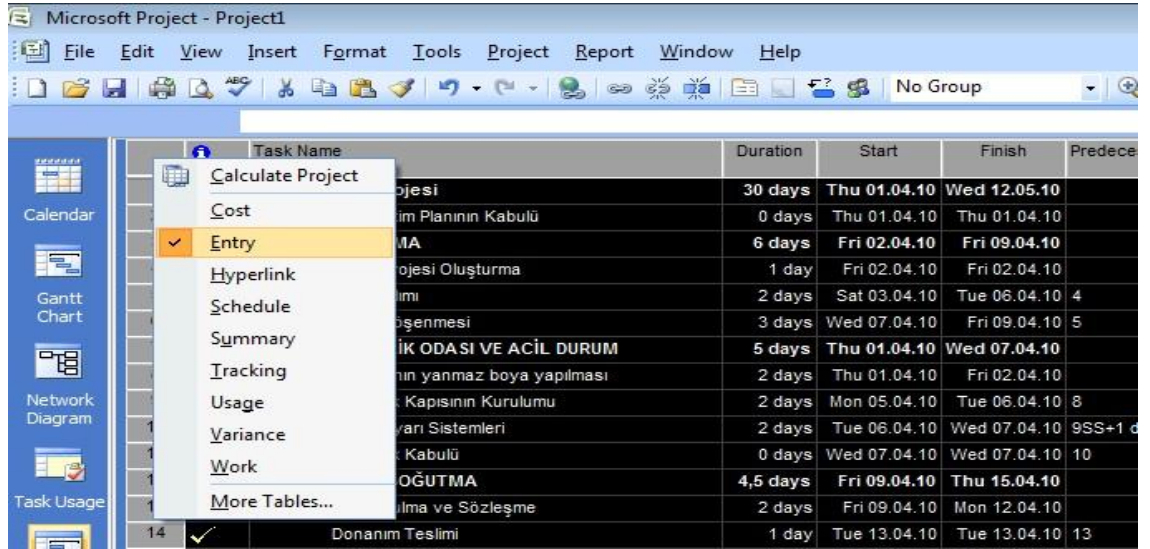 Microsoft Project - Project1
File Edit View Insert Format Tools Project Report Window Help
ABC No Group
Task Name Duration Start Finish Predece
Calculate Project
ojesi 30 days Thu 01.04.10 Wed 12.05.10
Calendar Cost im Planının Kabulü 0 days Thu 01.04.10 Thu 01.04.10
Entry MA 6 days Fri 02.04.10 Fri 09.04.10
Hyperlink ojesi Oluşturma 1 day Fri 02.04.10 Fri 02.04.10
Gantt Chart Schedule ımı 2 days Sat 03.04.10 Tue 06.04.10 4
Summary öşenmesi 3 days Wed 07.04.10 Fri 09.04.10 5
İK ODASI VE ACİL DURUM 5 days Thu 01.04.10 Wed 07.04.10
Tracking nın yanmaz boya yapılması 2 days Thu 01.04.10 Fri 02.04.10
Network Diagram Usage Kapısının Kurulumu 2 days Mon 05.04.10 Tue 06.04.10 8
Variance yarı Sistemleri 2 days Tue 06.04.10 Wed 07.04.10 9SS+1 d
Work Kabulü 0 days Wed 07.04.10 Wed 07.04.10 10
OĞUTMA 4,5 days Fri 09.04.10 Thu 15.04.10
Task Usage More Tables... ılma ve Sözleşme 2 days Fri 09.04.10 Mon 12.04.10
14 Donanım Teslimi 1 day Tue 13.04.10 Tue 13.04.10 13